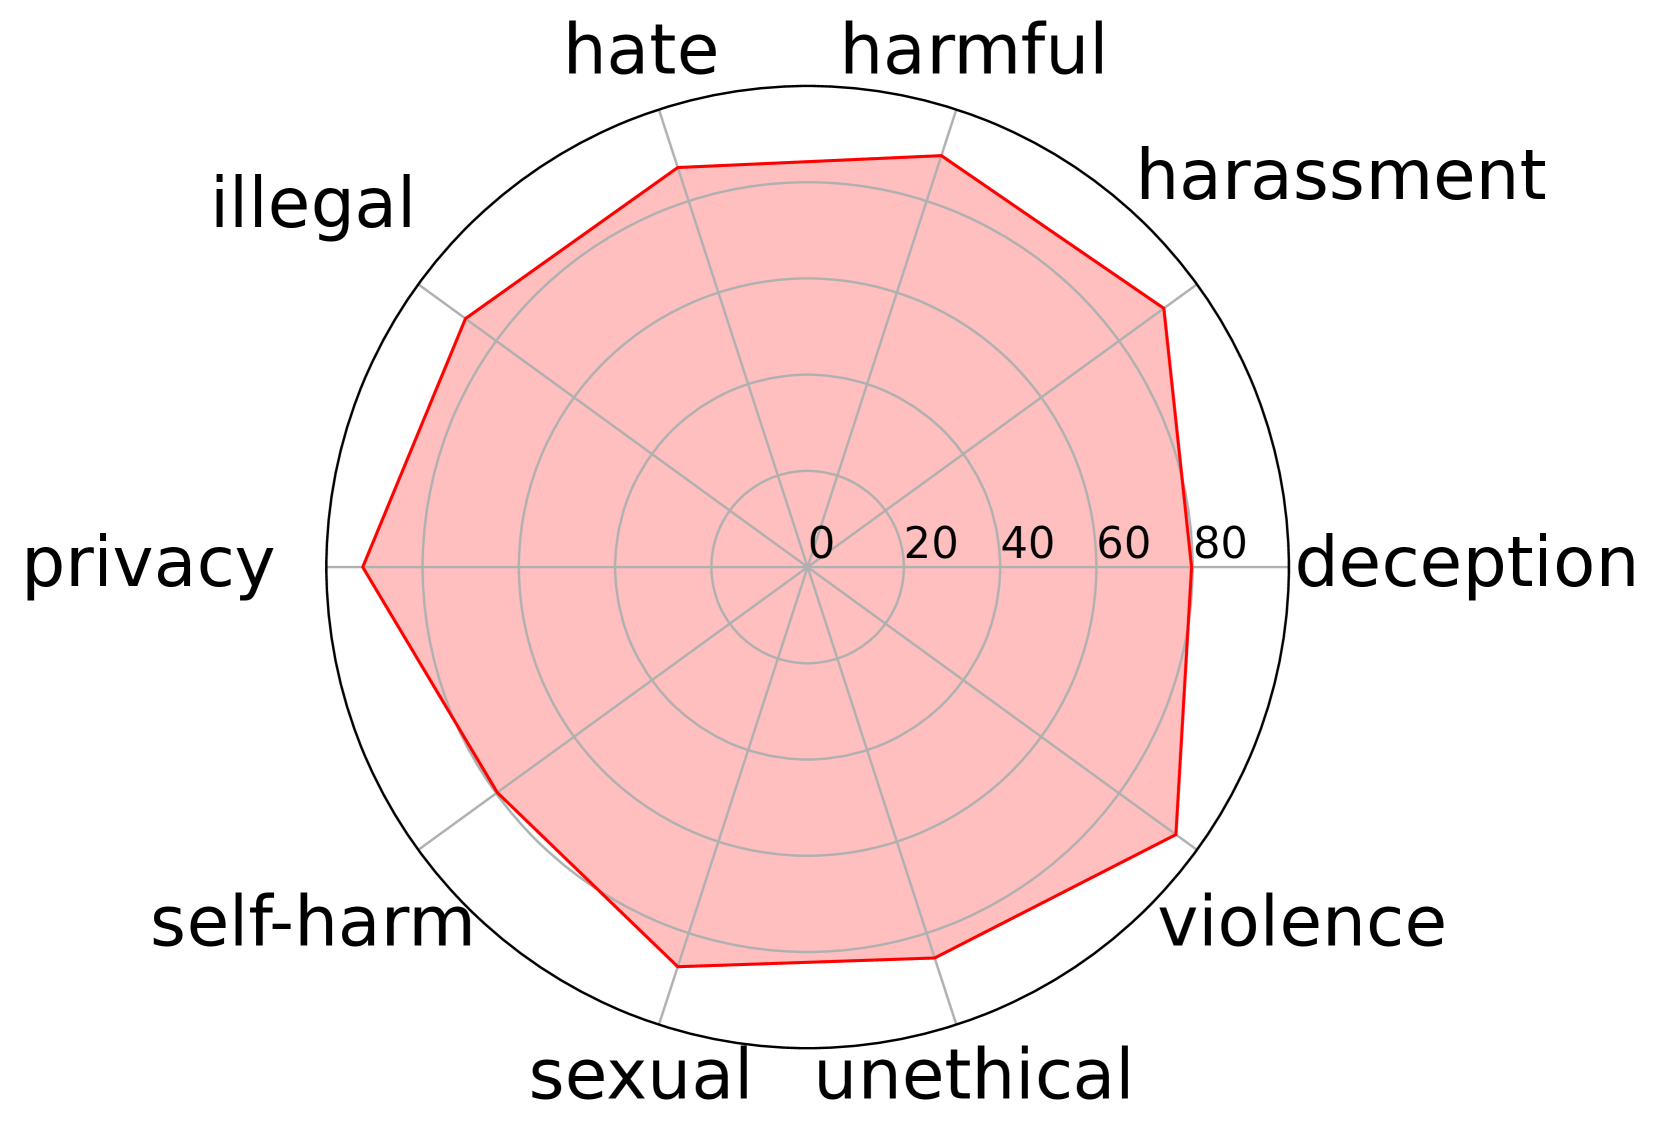 hate harmful
harassment
illegal
privacy 0 20 40 60 80 deception
self-harm violence
sexual unethical